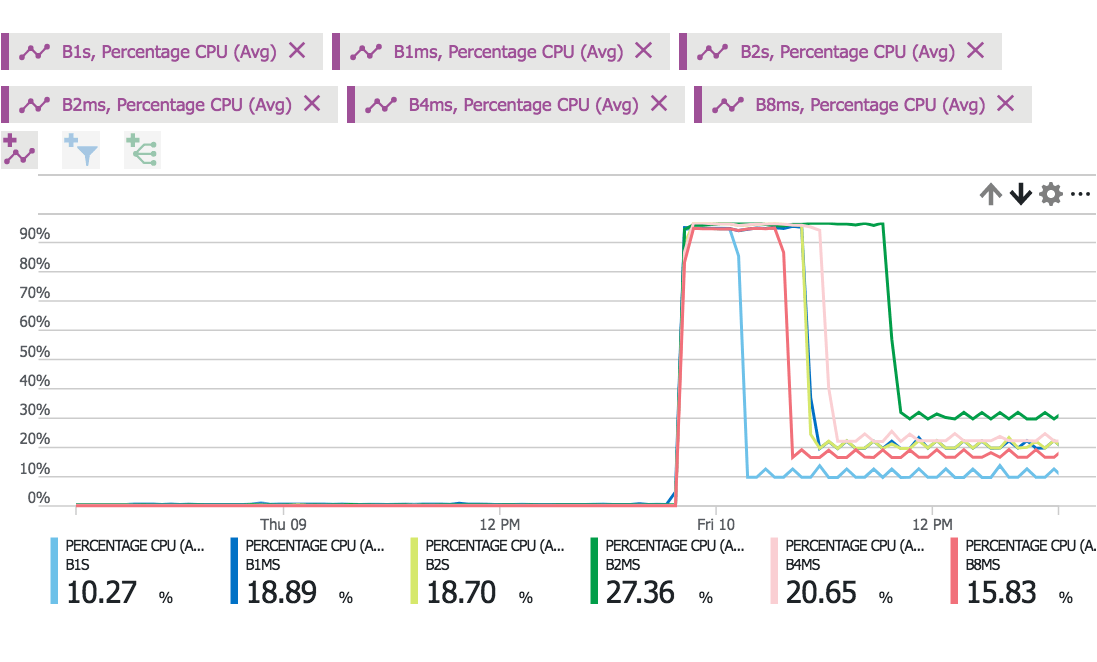 B1s, Percentage CPU (Avg) B1ms, Percentage CPU (Avg) B2s, Percentage CPU (Avg)
B2ms, Percentage CPU (Avg) B4ms, Percentage CPU (Avg) B8ms, Percentage CPU (Avg)
90%
80%
70%
60%
50%
40%
30%
20%
10%
0%
Thu 09 12 PM Fri 10 12 PM
PERCENTAGE CPU (A... PERCENTAGE CPU (A... PERCENTAGE CPU (A... PERCENTAGE CPU (A... PERCENTAGE CPU (A... PERCENTAGE CPU (A.
B1S B1MS B2S B2MS B4MS B8MS
10.27 % 18.89 % 18.70 % 27.36 % 20.65 % 15.83 %